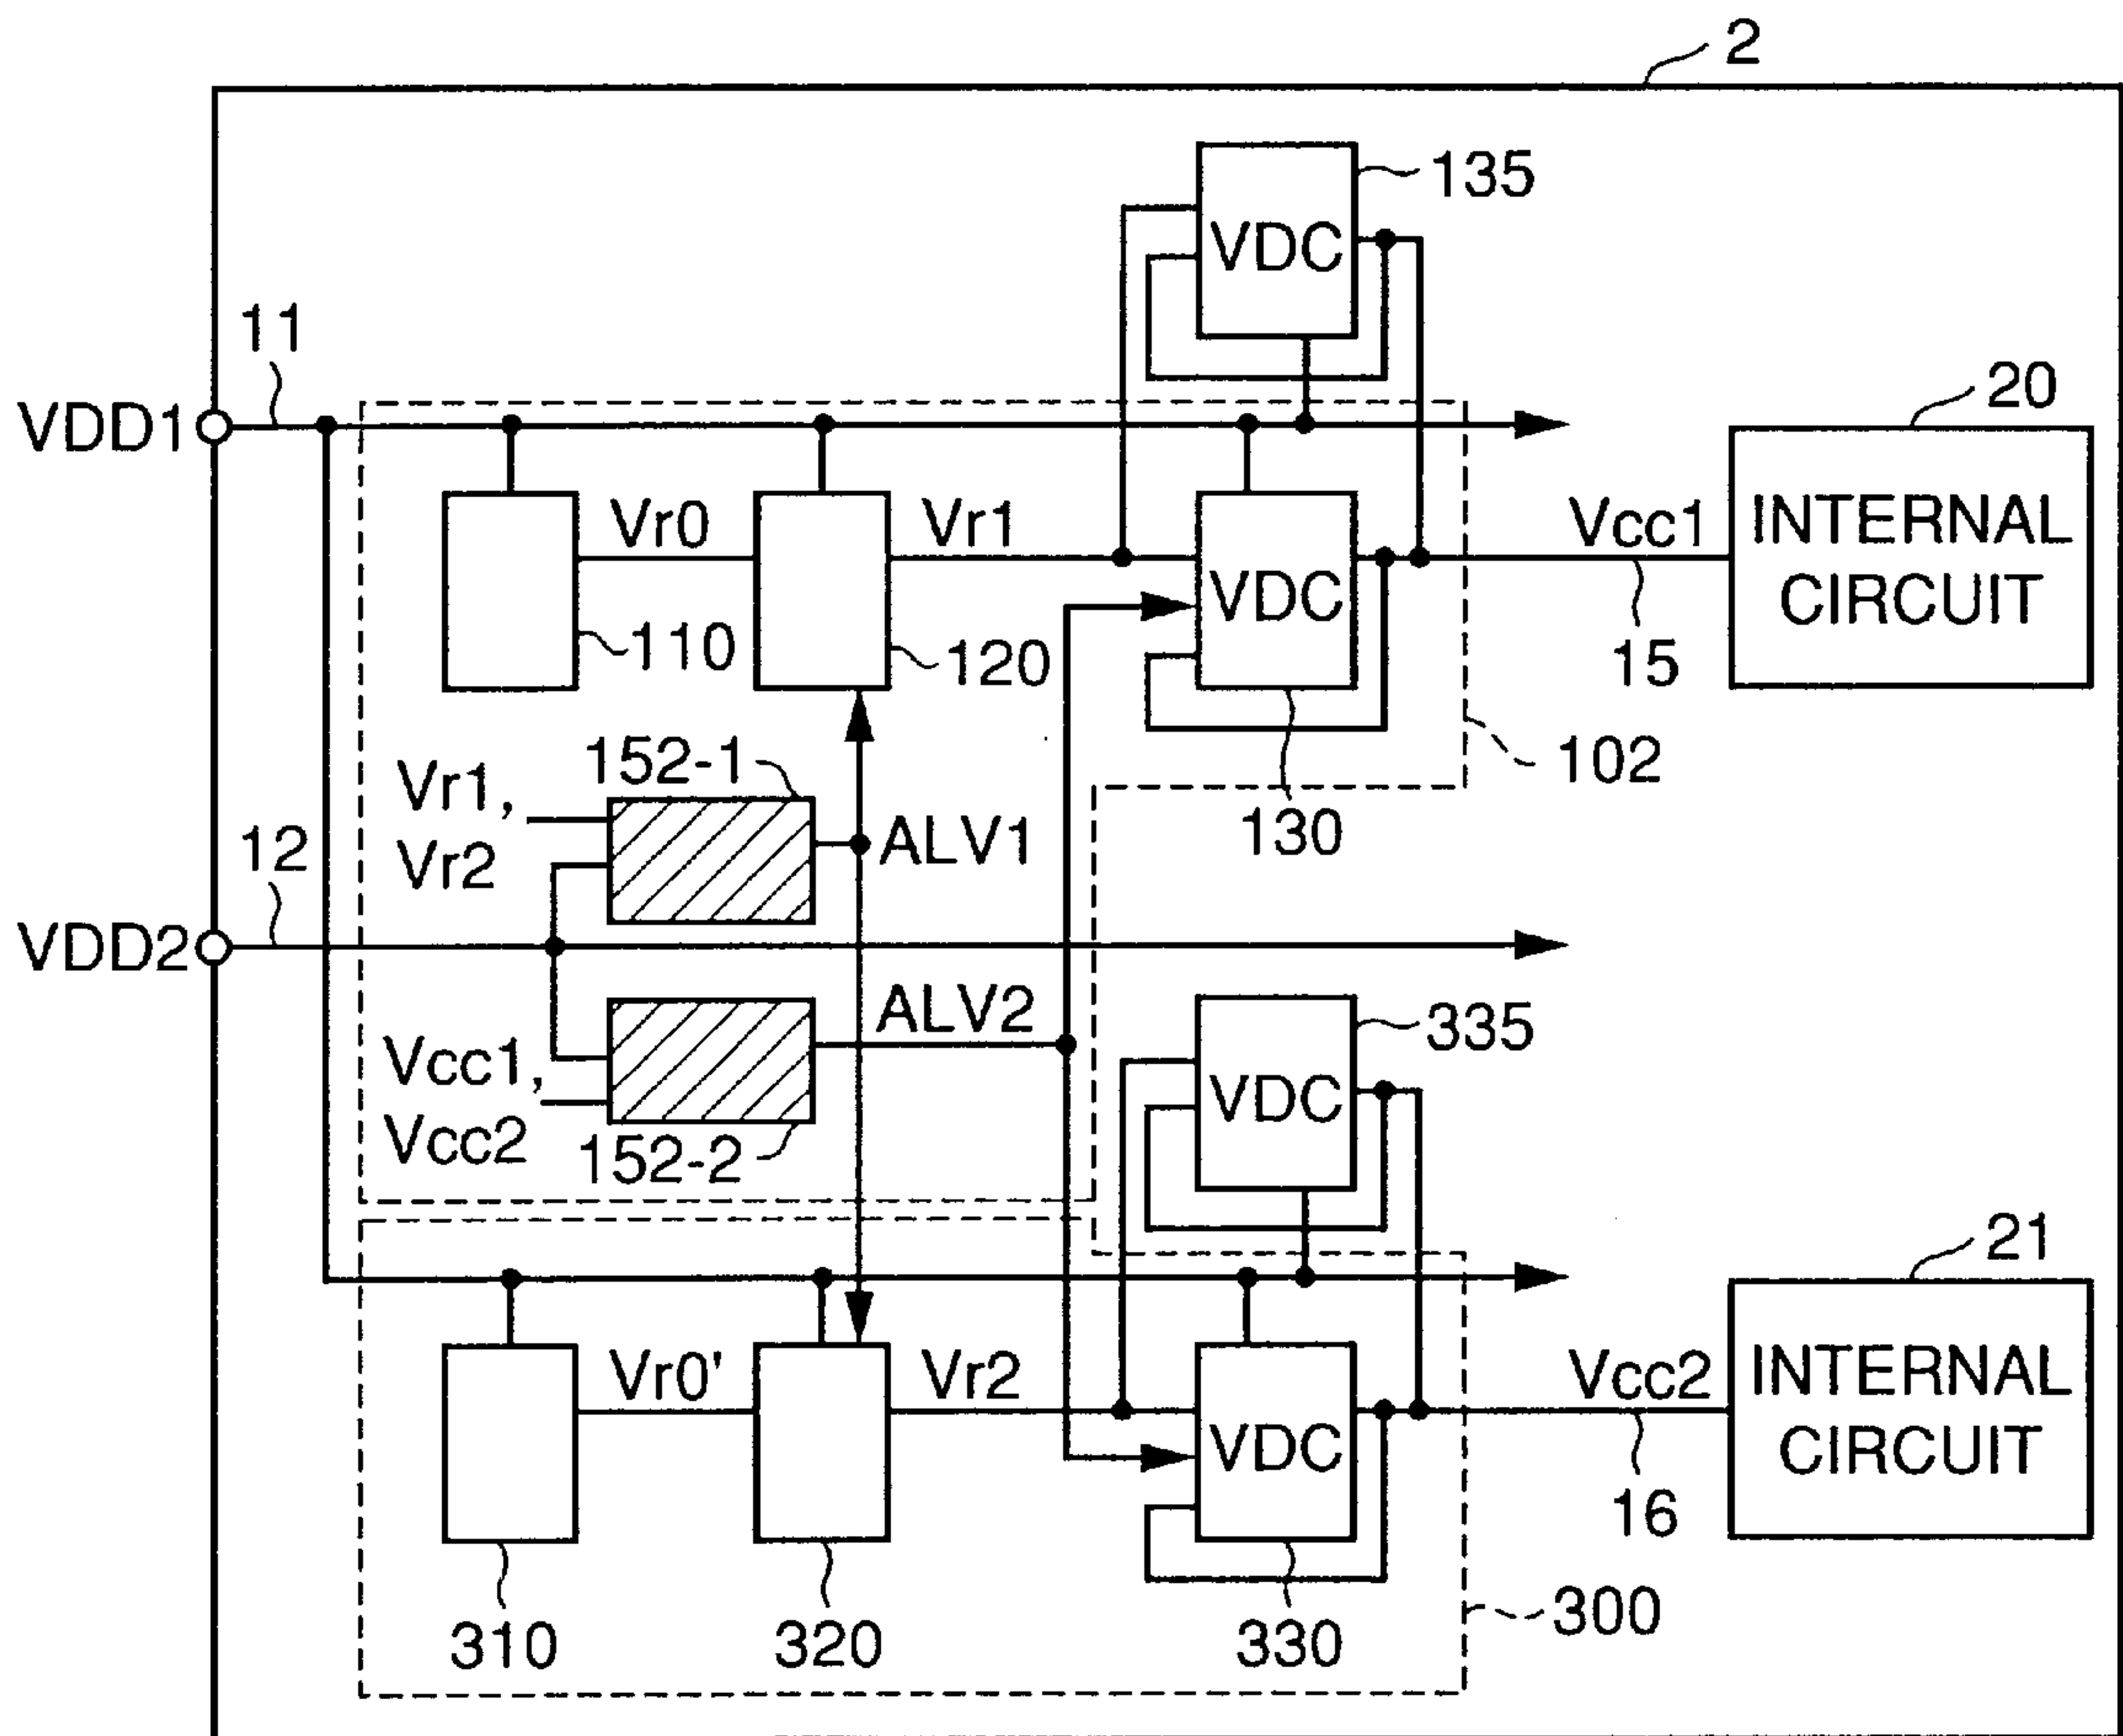 2
135
VDC
11
VDD1
20
Vr0
Vr1
Vcc1
INTERNAL
CIRCUIT
VDC
110
120
15
102
130
152-1
Vr1,
Vr2
ALV1
12
VDD2
ALV2
Vcc1,
Vcc2
152-2
335
VDC
21
Vr0'
Vr2
Vcc2
INTERNAL
CIRCUIT
VDC
16
310
320
330
300